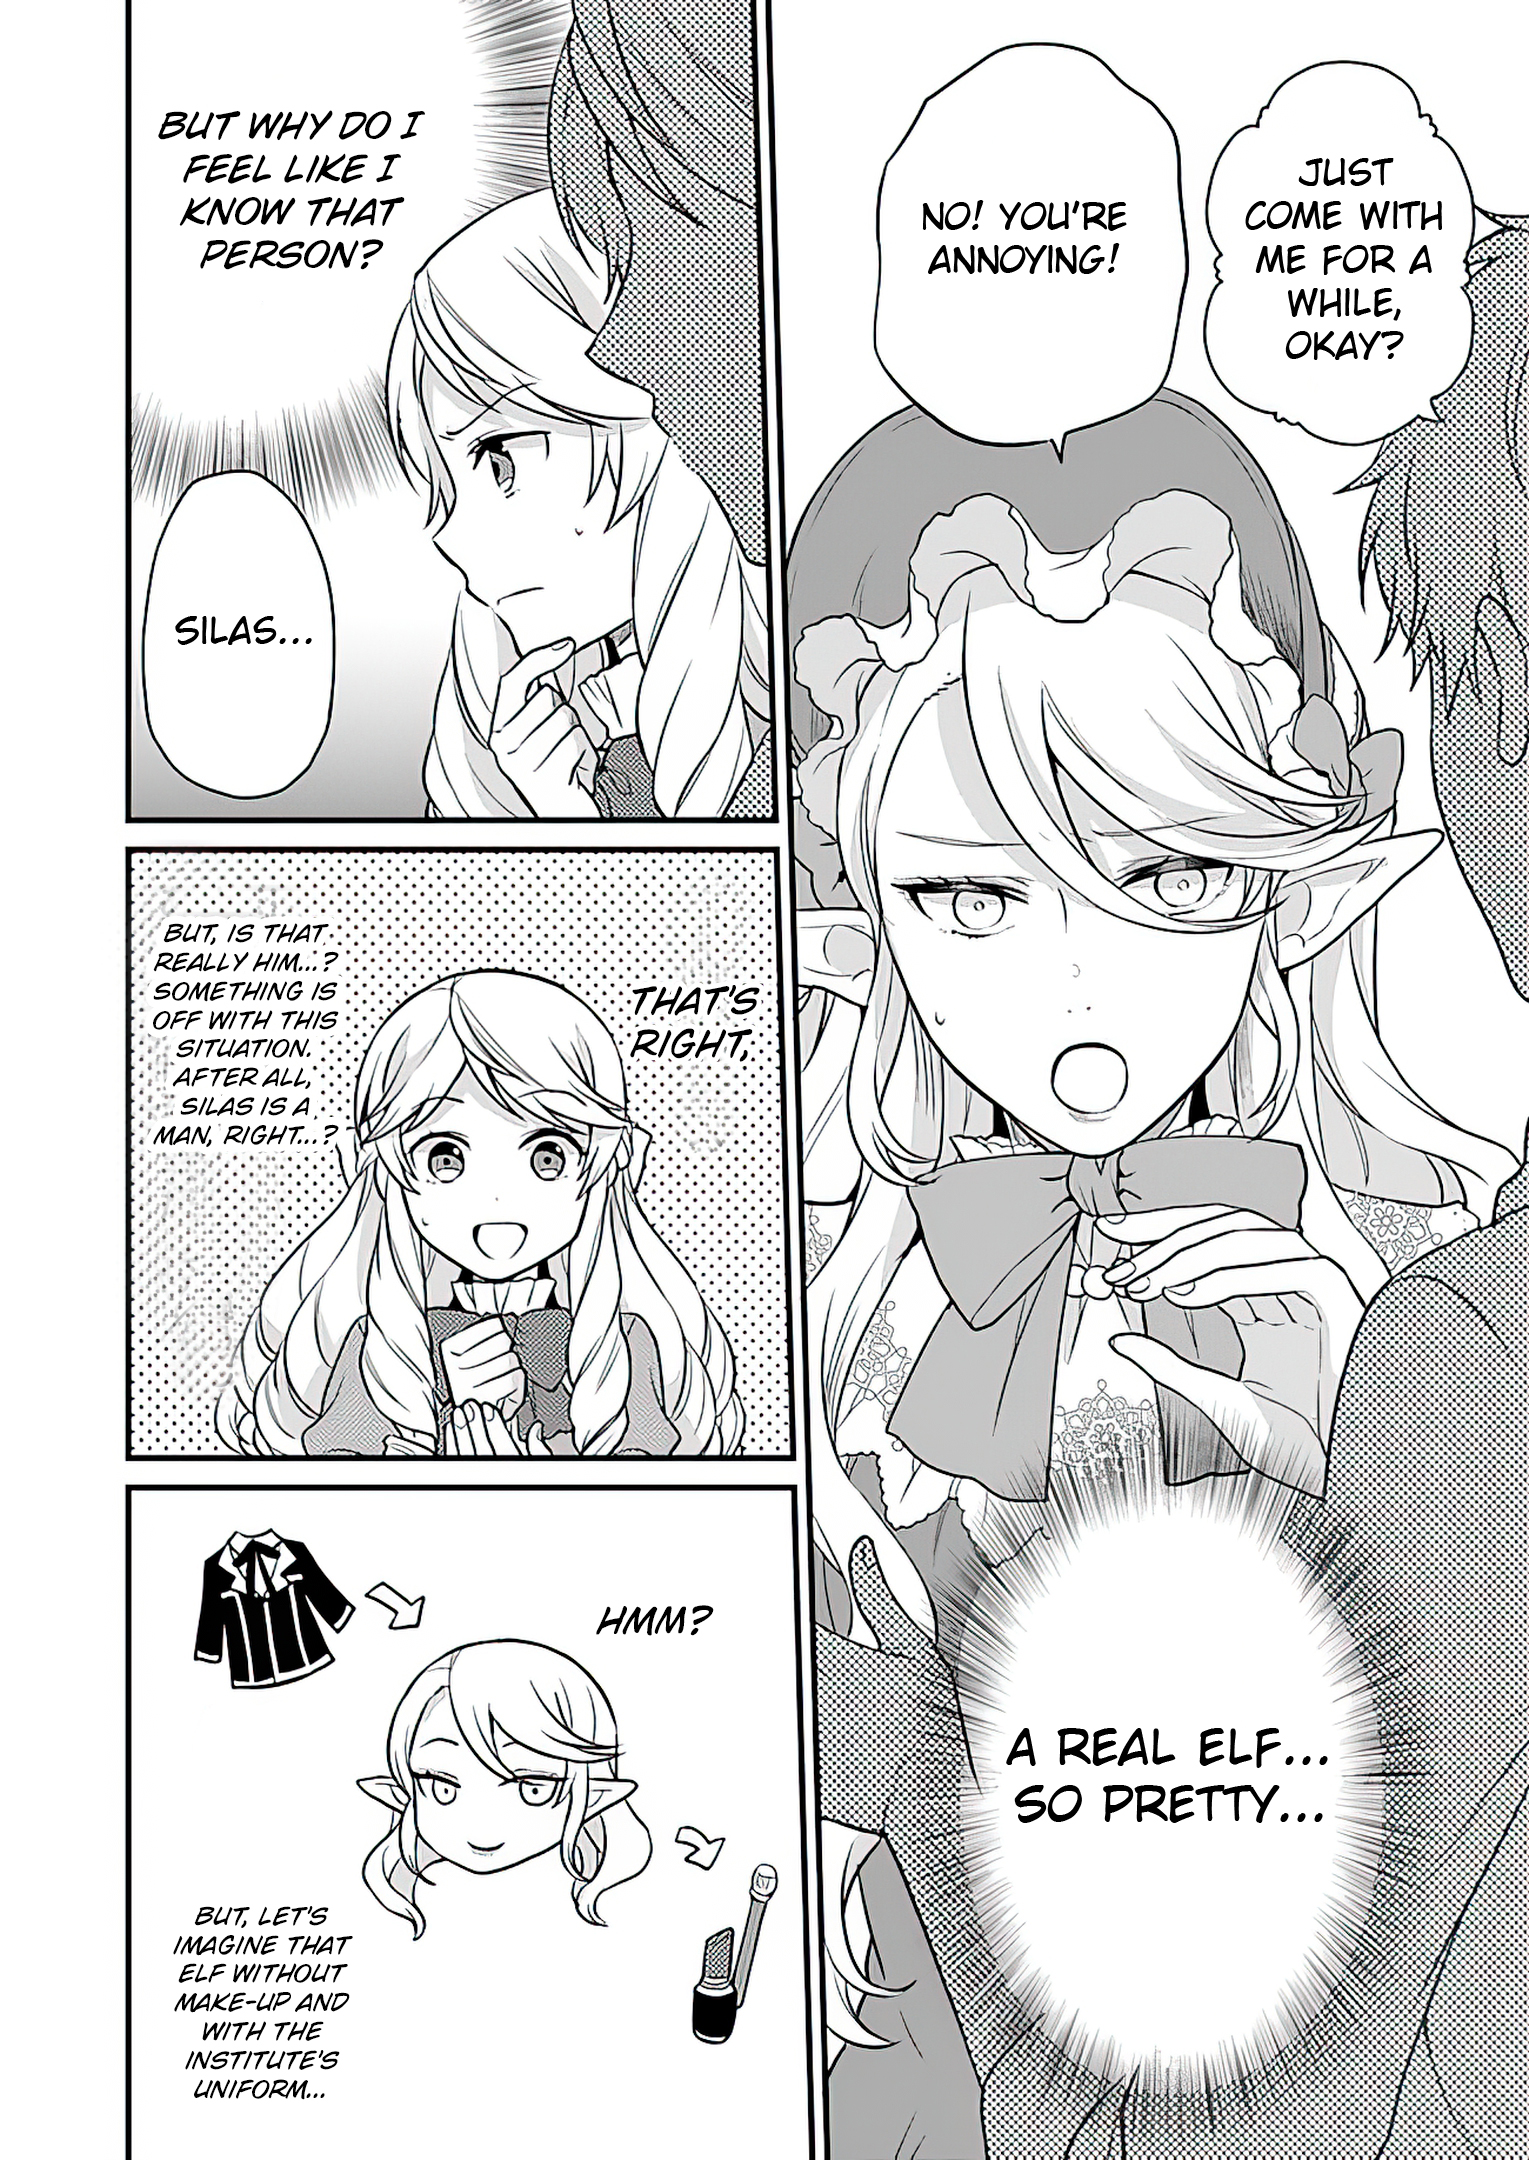 JUST
COME WITH
ME FOR A
WHILE,
OKAY?
NO! YOU'RE
ANNOYING!
A REAL ELF...
SO PRETTY...
BUT WHY DO I
FEEL LIKE I
KNOW THAT
PERSON?
SILAS...
THAT'S
RIGHT,
BUT, IS THAT
REALLY HIM...?
SOMETHING IS
OFF WITH THIS
SITUATION.
AFTER ALL,
SILAS IS A
MAN, RIGHT...?
HMM?
BUT, LET'S
IMAGINE THAT
ELF WITHOUT
MAKE-UP AND
WITH THE
INSTITUTE'S
UNIFORM...